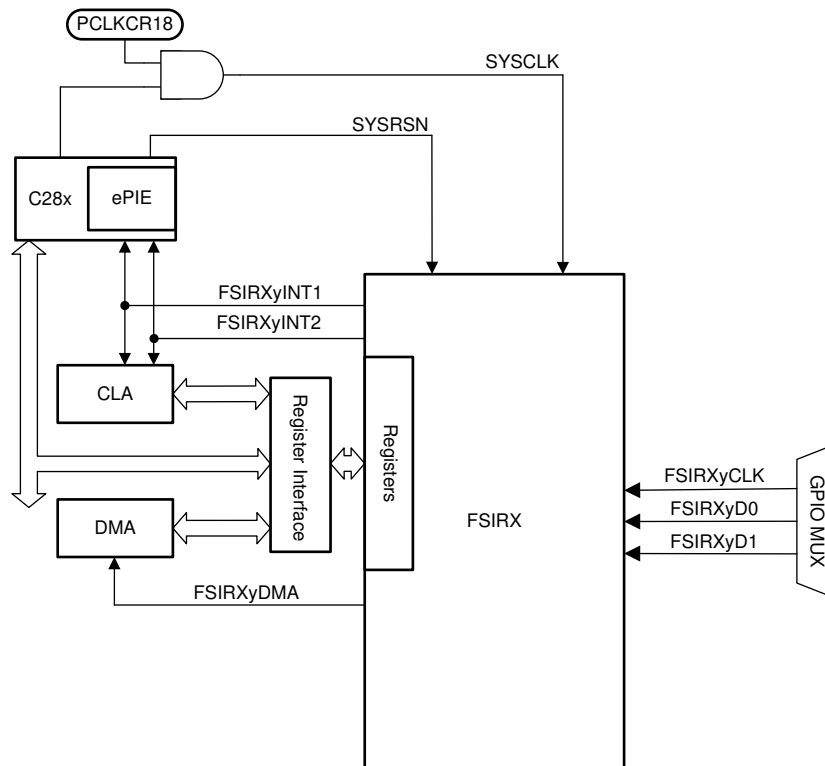 PCLKCR18
SYSCLK
SYSRSN
C28x
ePIE
FSIRXyINT1
FSIRXyINT2
CLA
Register Interface
Registers
FSIRXyCLK
FSIRXyD0
FSIRXyD1
GPIO MUX
FSIRX
DMA
FSIRXyDMA